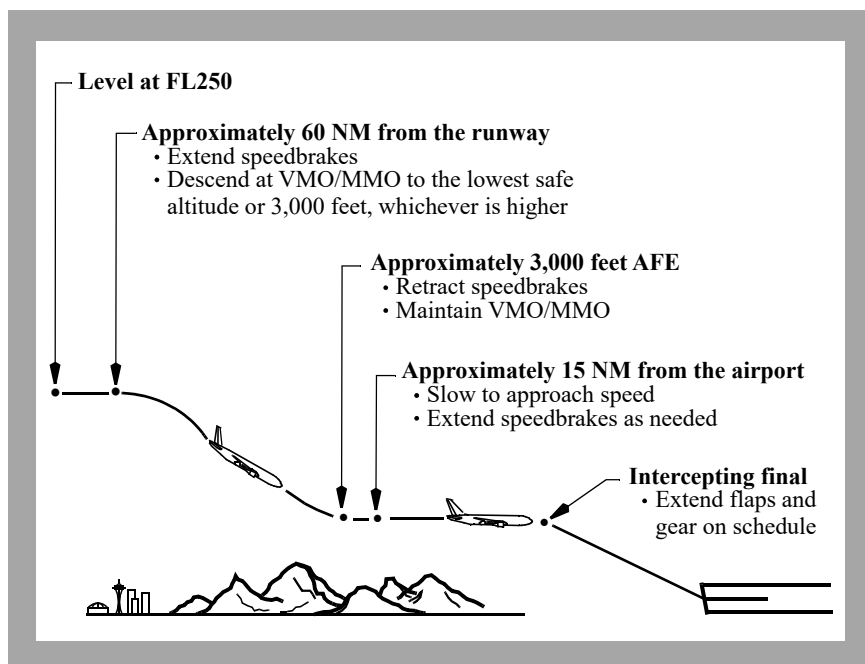 Level at FL250
Approximately 60 NM from the runway
• Extend speedbrakes
• Descend at VMO/MMO to the lowest safe
altitude or 3,000 feet, whichever is higher
Approximately 3,000 feet AFE
• Retract speedbrakes
• Maintain VMO/MMO
Approximately 15 NM from the airport
• Slow to approach speed
• Extend speedbrakes as needed
Intercepting final
• Extend flaps and
gear on schedule